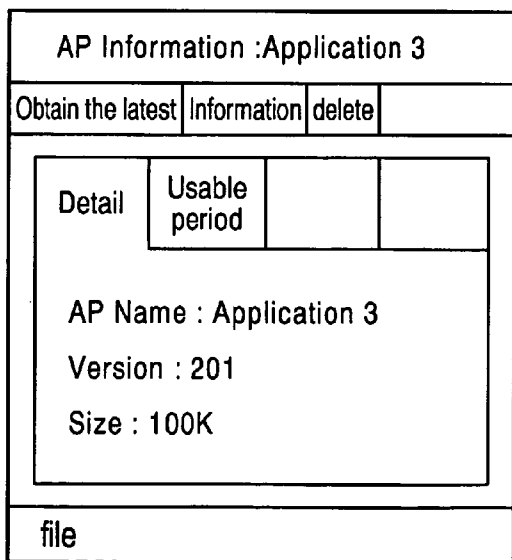 AP Information :Application 3
Obtain the latest Information delete
Detail Usable period
AP Name : Application 3
Version : 201
Size : 100K
file